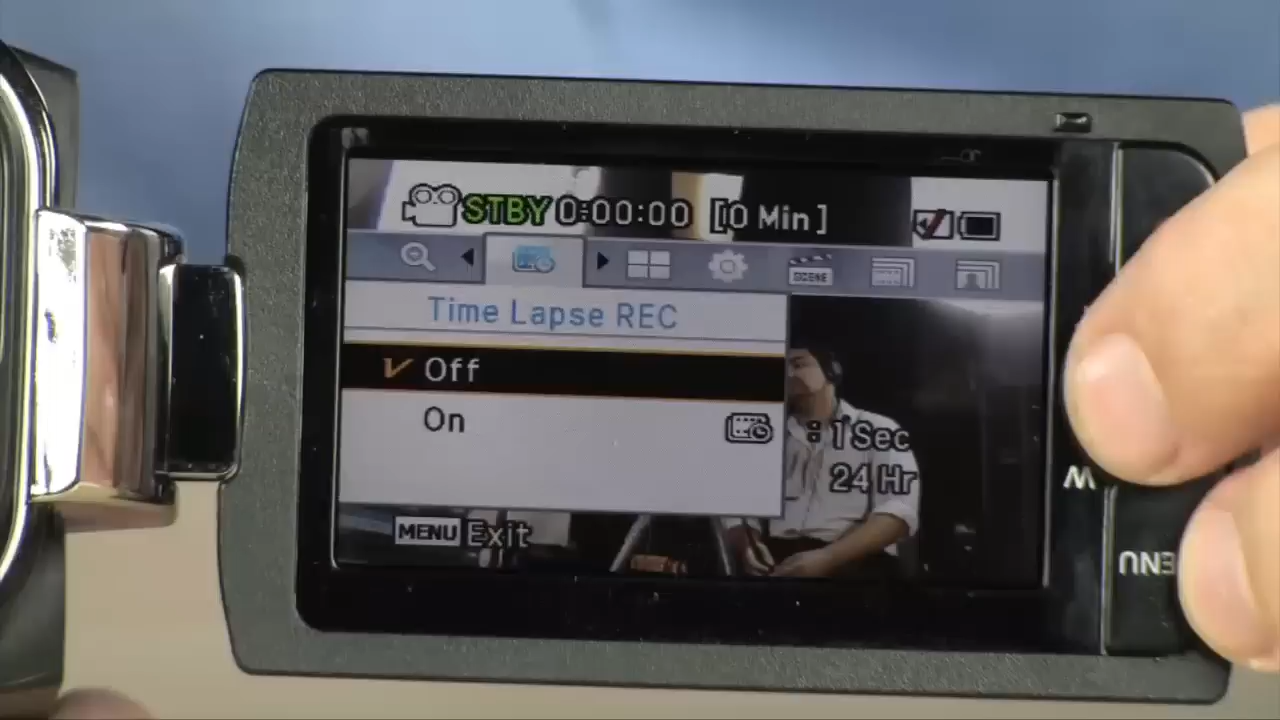 STBY 0:00:00 [0 Min]
SCENE
Time Lapse REC
Off
On
: 1 Sec
24 Hr
MENU Exit
W
MENU